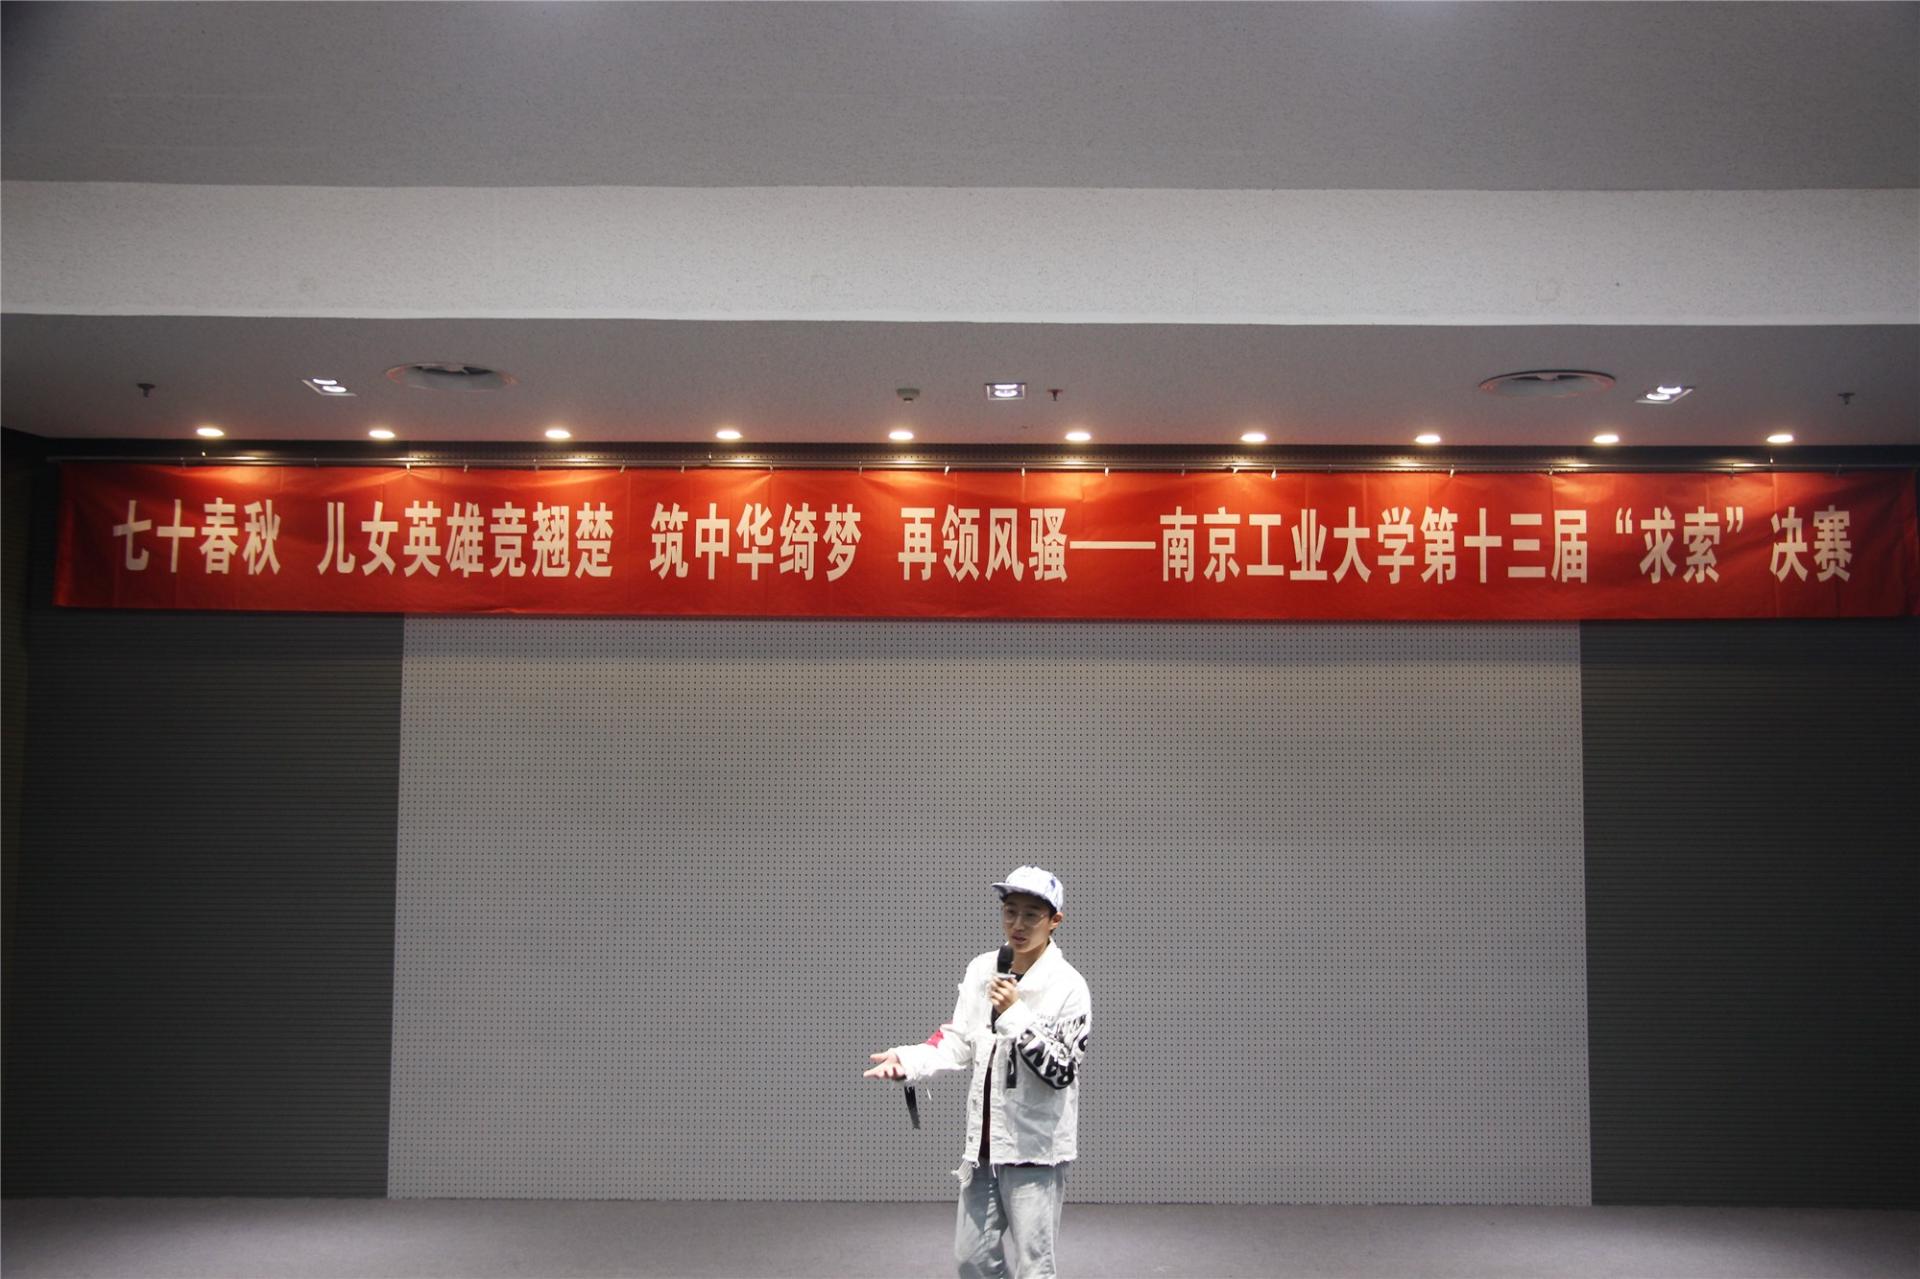 七十春秋 儿女英雄竞翘楚 筑中华绮梦 再领风骚——南京工业大学第十三届“求索”决赛